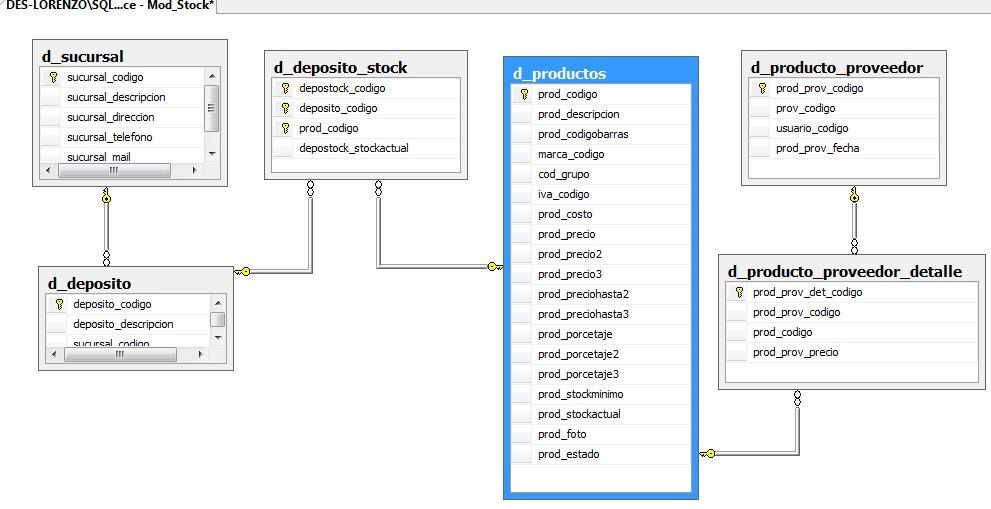 DES-LORENZO\SQL...ce - Mod_Stock*
d_sucursal
sucursal_codigo
sucursal_descripcion
sucursal_direccion
sucursal_telefono
sucursal_mail
d_deposito_stock
depostock_codigo
deposito_codigo
prod_codigo
depostock_stockactual
d_productos
prod_codigo
prod_descripcion
prod_codigobarras
marca_codigo
cod_grupo
iva_codigo
prod_costo
prod_precio
prod_precio2
prod_precio3
prod_preciohasta2
prod_preciohasta3
prod_porcetaje
prod_porcetaje2
prod_porcetaje3
prod_stockminimo
prod_stockactual
prod_foto
prod_estado
d_producto_proveedor
prod_prov_codigo
prov_codigo
usuario_codigo
prod_prov_fecha
d_deposito
deposito_codigo
deposito_descripcion
sucursal_codigo
d_producto_proveedor_detalle
prod_prov_det_codigo
prod_prov_codigo
prod_codigo
prod_prov_precio